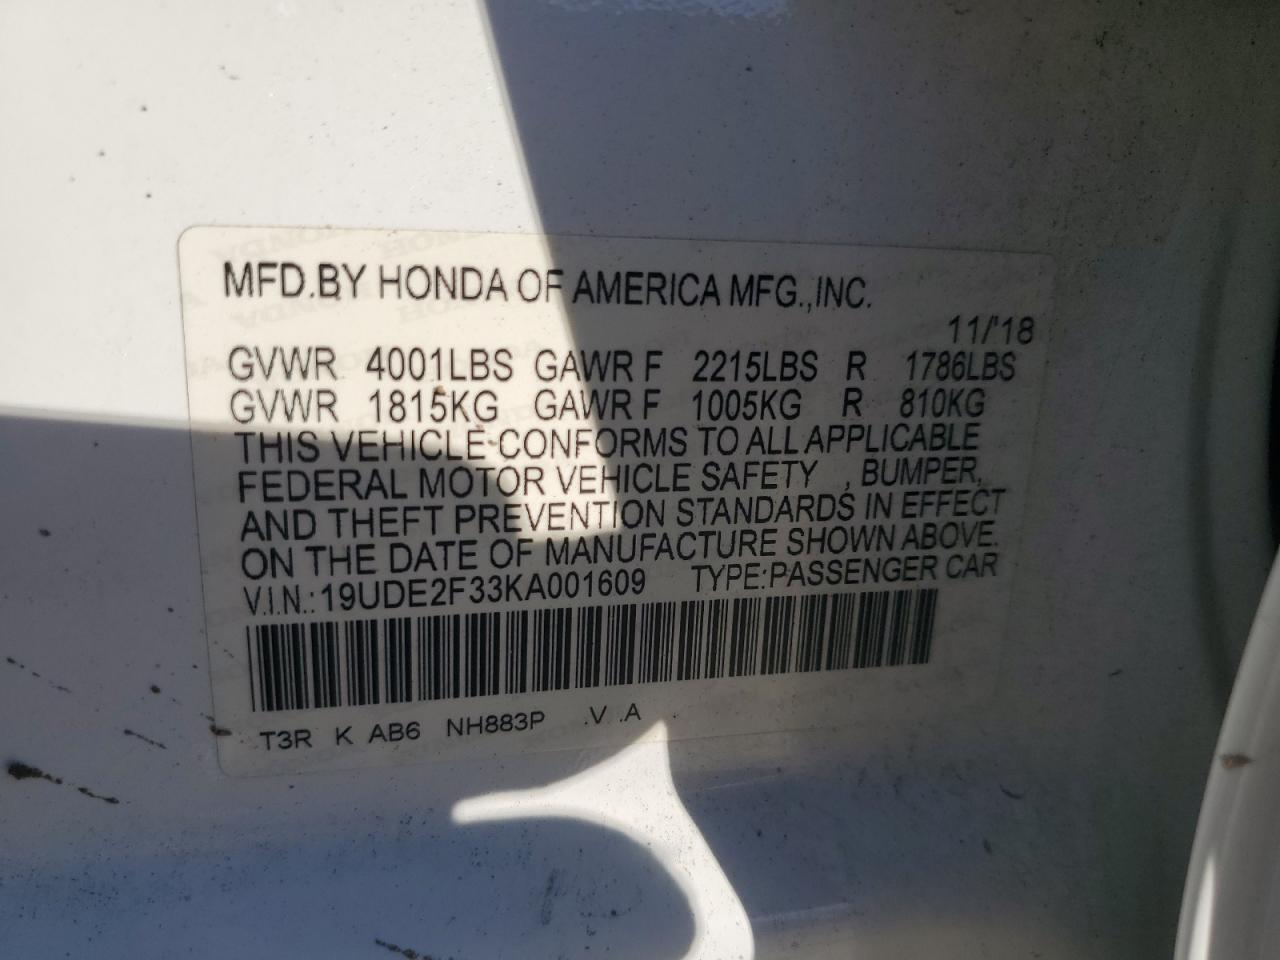 MFD.BY HONDA OF AMERICA MFG.,INC.
11/'18
GVWR 4001LBS GAWR F 2215LBS R 1786LBS
GVWR 1815KG GAWR F 1005KG R 810KG
THIS VEHICLE CONFORMS TO ALL APPLICABLE
FEDERAL MOTOR VEHICLE SAFETY , BUMPER,
AND THEFT PREVENTION STANDARDS IN EFFECT
ON THE DATE OF MANUFACTURE SHOWN ABOVE.
V.I.N.:19UDE2F33KA001609 TYPE:PASSENGER CAR
T3R K AB6 NH883P .V .A